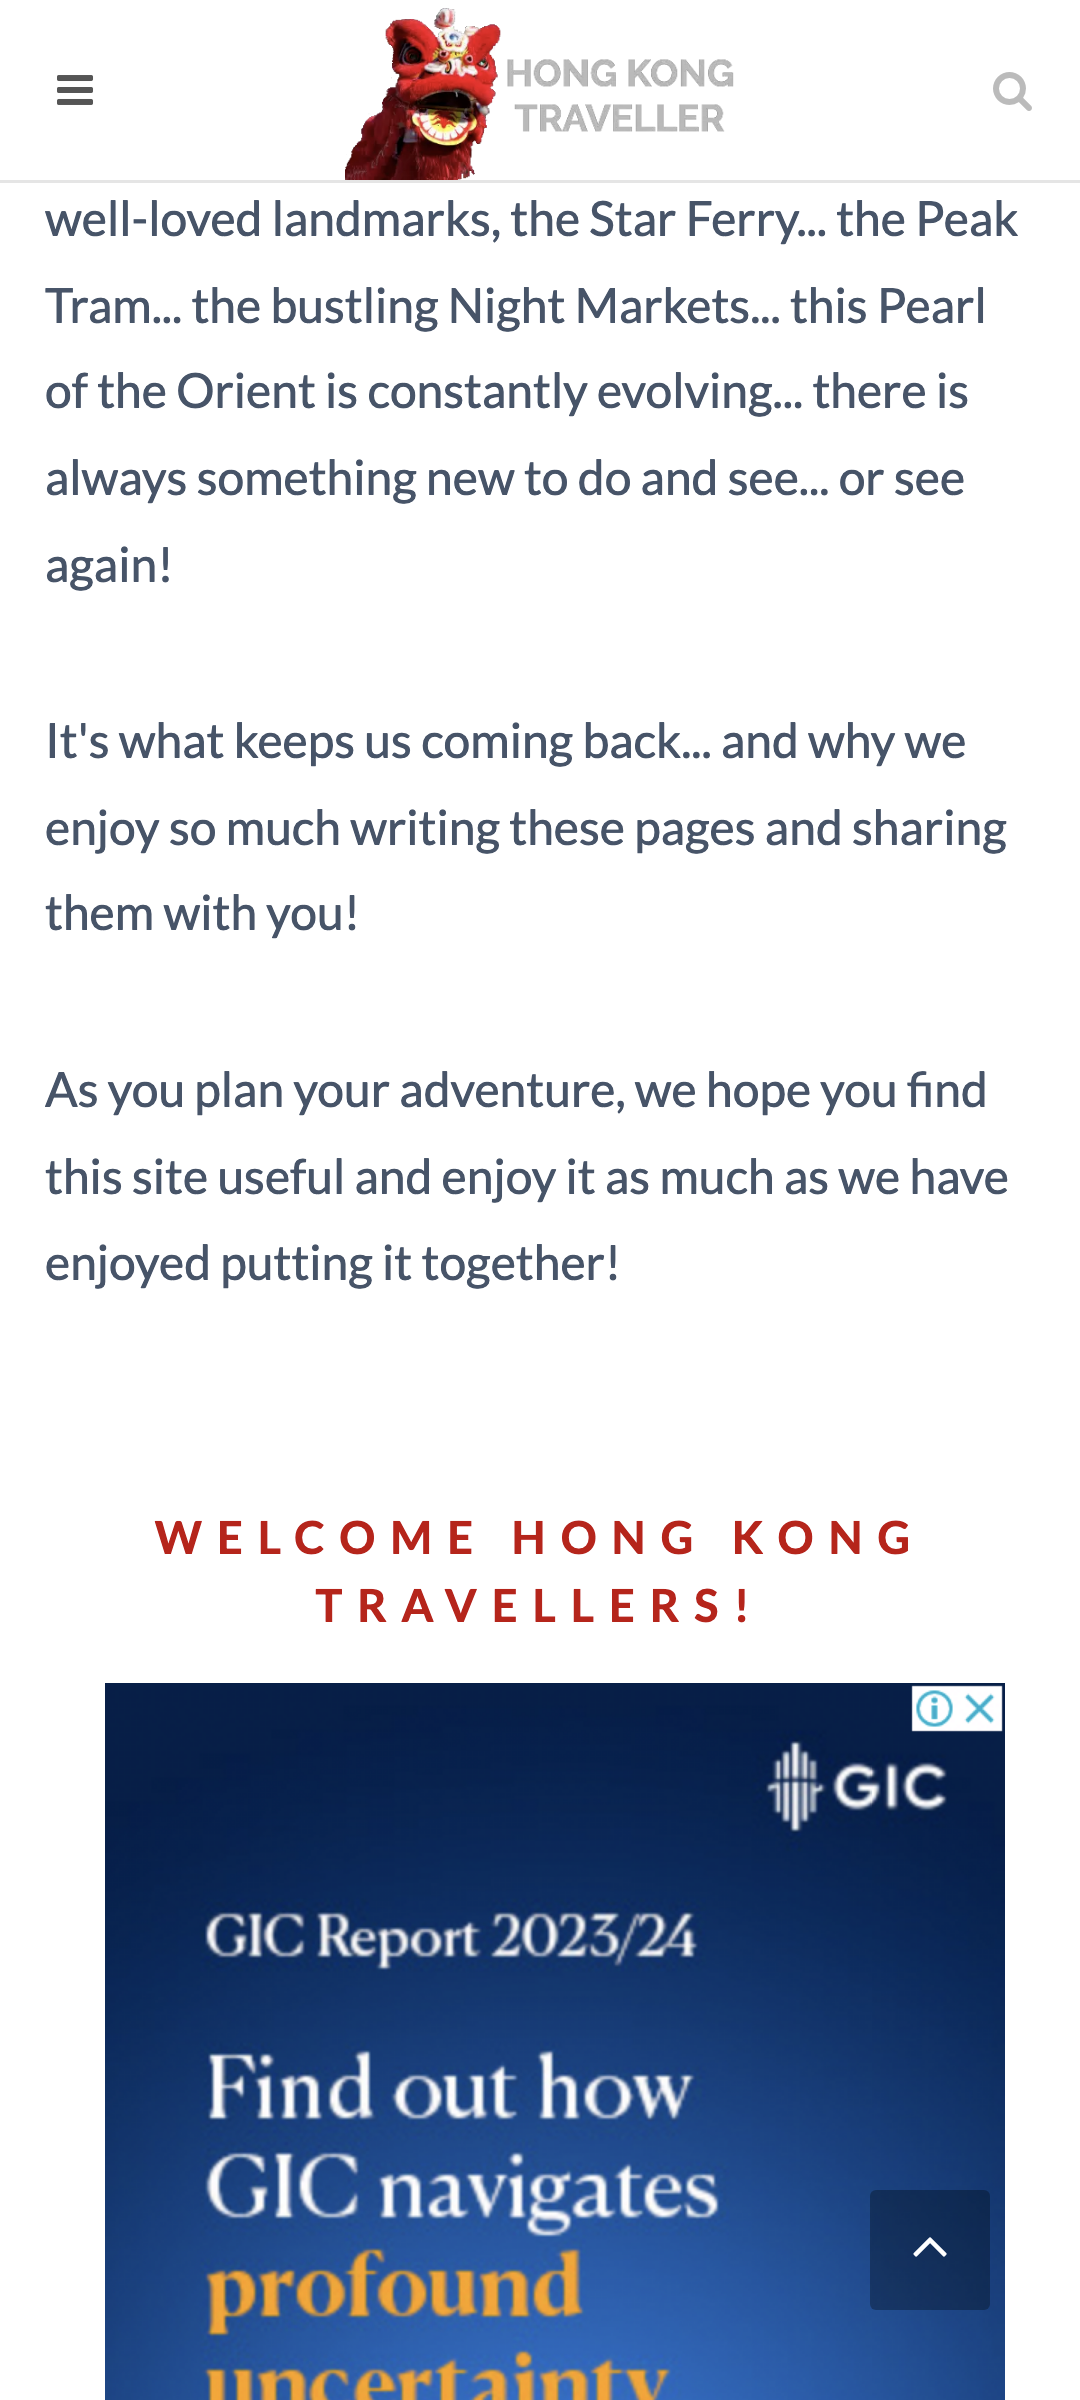 HONG KONG
TRAVELLER
well-loved landmarks, the Star Ferry... the Peak
Tram... the bustling Night Markets... this Pearl
of the Orient is constantly evolving... there is
always something new to do and see... or see
again!
It's what keeps us coming back... and why we
enjoy so much writing these pages and sharing
them with you!
As you plan your adventure, we hope you find
this site useful and enjoy it as much as we have
enjoyed putting it together!
WELCOME HONG KONG
TRAVELLERS!
GIC
GIC Report 2023/24
Find out how
GIC navigates
profound
uncertainty